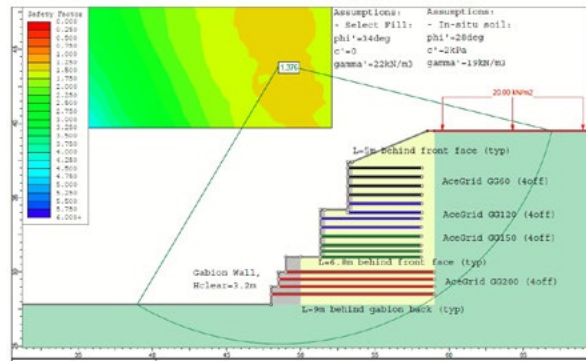 Safety Factor
0.000
0.250
0.500
0.750
1.000
1.250
1.500
1.750
2.000
2.250
2.500
2.750
3.000
3.250
3.500
3.750
4.000
4.250
4.500
4.750
5.000
5.250
5.500
5.750
6.000+
1.376
Assumptions:
- Select Fill:
phi'=34deg
c'=0
gamma'=22kN/m3
Assumptions:
- In-situ soil:
phi'=28deg
c'=2kPa
gamma'=19kN/m3
20.00 kN/m2
L=5m behind front face (typ)
AceGrid GG60 (4off)
AceGrid GG120 (4off)
AceGrid GG150 (4off)
L=6.8m behind front face (typ)
Gabion Wall,
Hclear=3.2m
AceGrid GG200 (4off)
L=9m behind gabion back (typ)